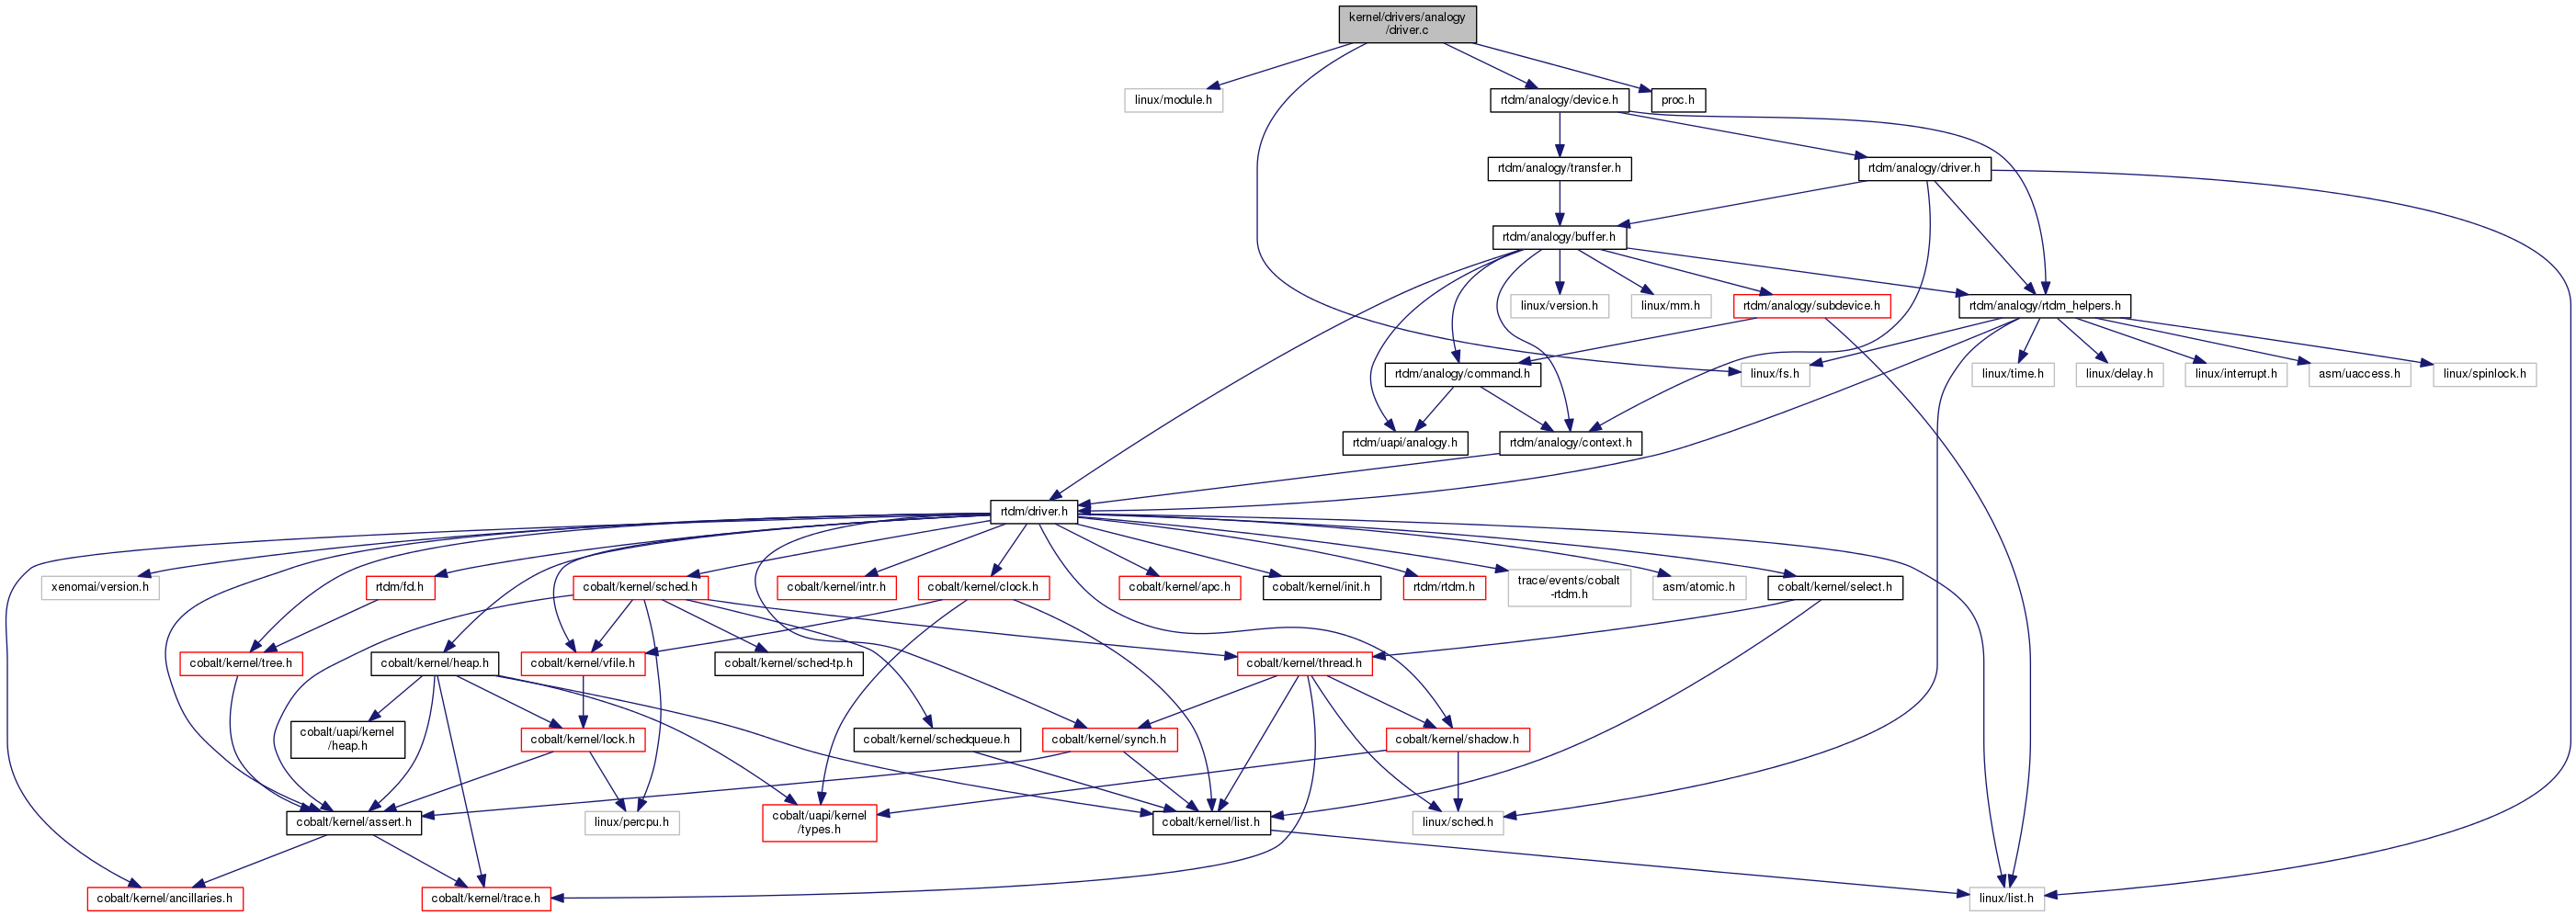 kernel/drivers/analogy
/driver.c
linux/module.h
rtdm/analogy/device.h
proc.h
rtdm/analogy/transfer.h
rtdm/analogy/driver.h
rtdm/analogy/buffer.h
linux/version.h
linux/mm.h
rtdm/analogy/subdevice.h
rtdm/analogy/rtdm_helpers.h
rtdm/analogy/command.h
linux/fs.h
linux/time.h
linux/delay.h
linux/interrupt.h
asm/uaccess.h
linux/spinlock.h
rtdm/uapi/analogy.h
rtdm/analogy/context.h
rtdm/driver.h
xenomai/version.h
rtdm/fd.h
cobalt/kernel/sched.h
cobalt/kernel/intr.h
cobalt/kernel/clock.h
cobalt/kernel/apc.h
cobalt/kernel/init.h
rtdm/rtdm.h
trace/events/cobalt
-rtdm.h
asm/atomic.h
cobalt/kernel/select.h
cobalt/kernel/tree.h
cobalt/kernel/heap.h
cobalt/kernel/vfile.h
cobalt/kernel/sched-tp.h
cobalt/kernel/thread.h
cobalt/uapi/kernel
/heap.h
cobalt/kernel/lock.h
cobalt/kernel/schedqueue.h
cobalt/kernel/synch.h
cobalt/kernel/shadow.h
cobalt/kernel/assert.h
linux/percpu.h
cobalt/uapi/kernel
/types.h
cobalt/kernel/list.h
linux/sched.h
cobalt/kernel/ancillaries.h
cobalt/kernel/trace.h
linux/list.h